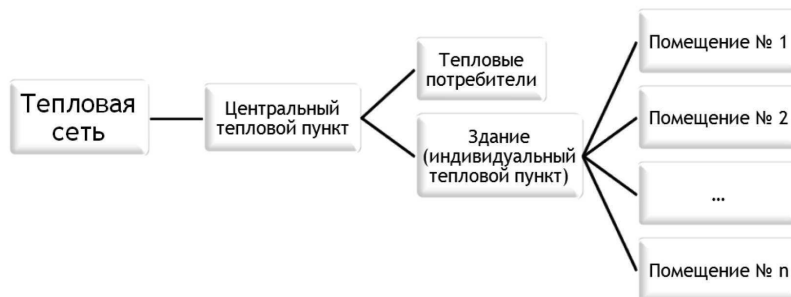 Тепловая
сеть
Центральный
тепловой пункт
Тепловые
потребители
Здание
(индивидуальный
тепловой пункт)
Помещение № 1
Помещение № 2
...
Помещение № n